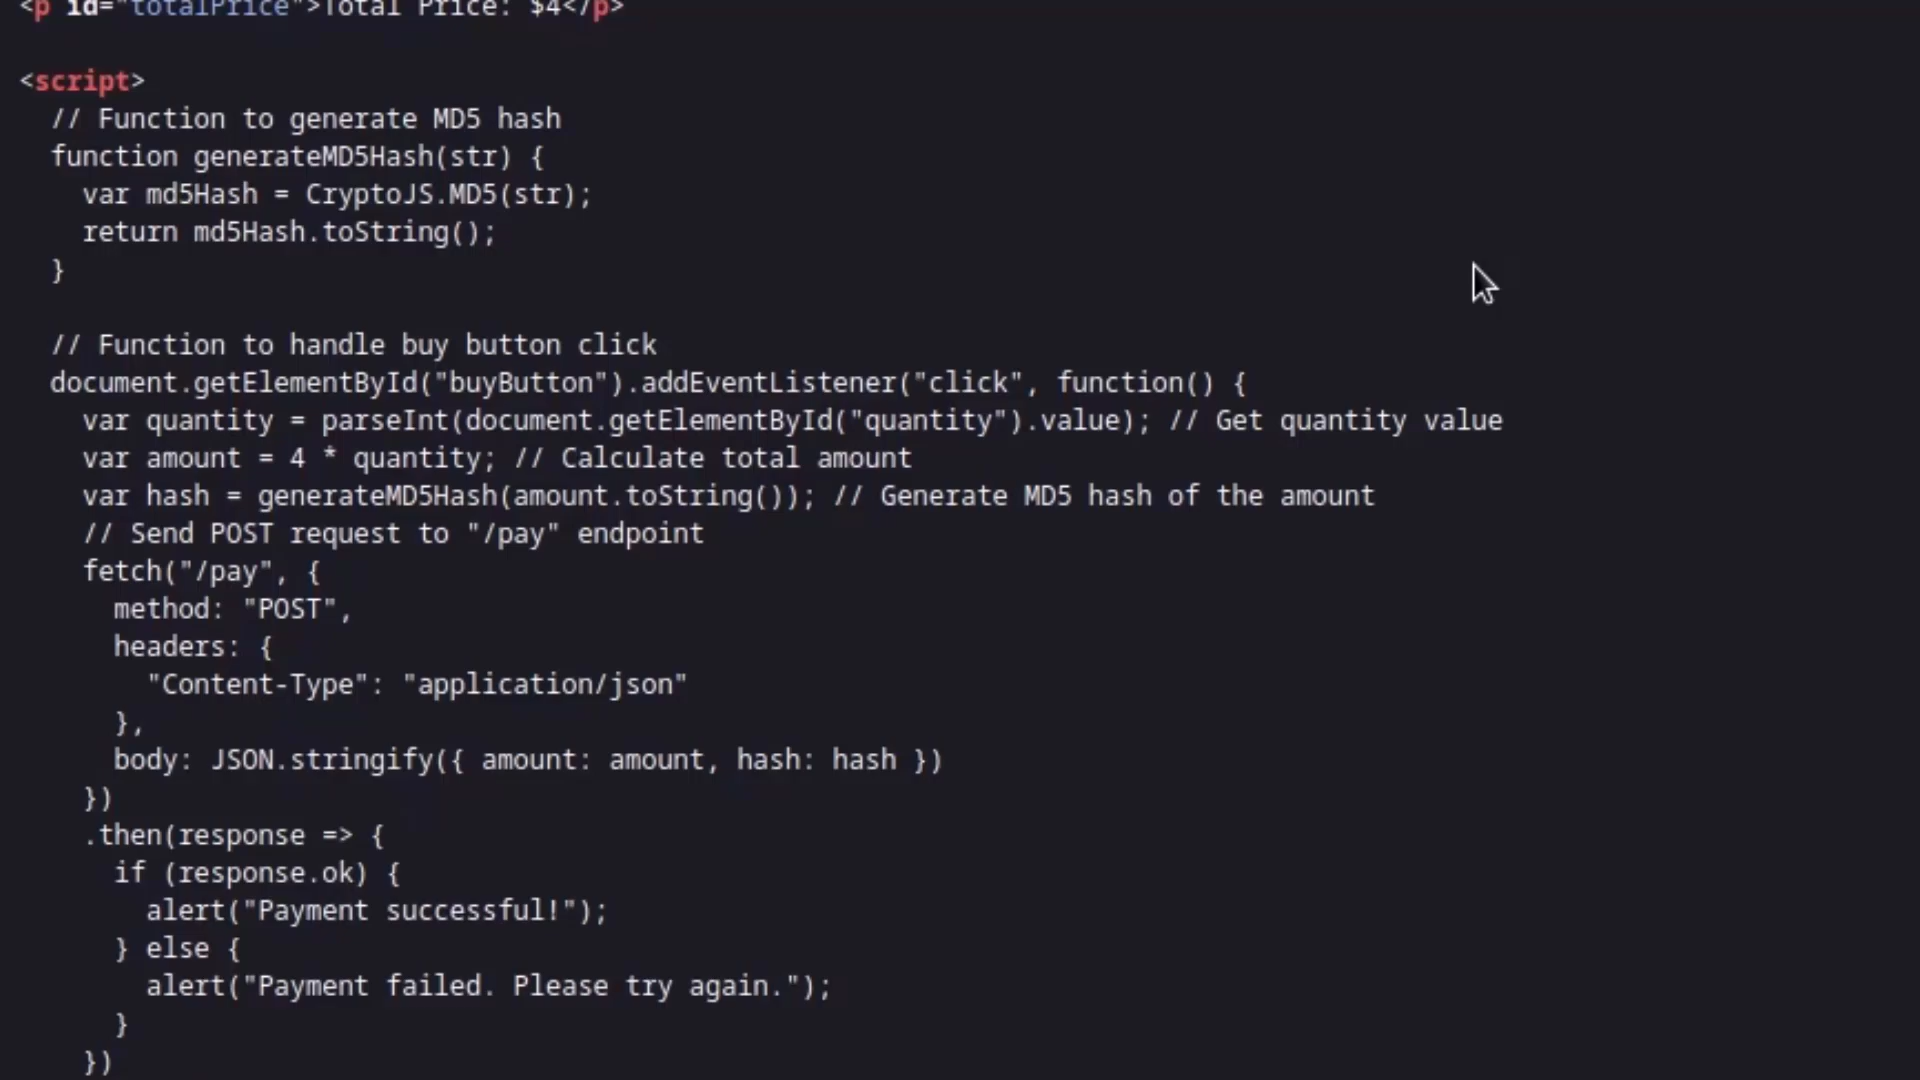 <p id="totalPrice">Total Price: $4</p>
<script>
// Function to generate MD5 hash
function generateMD5Hash(str) {
var md5Hash = CryptoJS.MD5(str);
return md5Hash.toString();
}
// Function to handle buy button click
document.getElementById("buyButton").addEventListener("click", function() {
var quantity = parseInt(document.getElementById("quantity").value); // Get quantity value
var amount = 4 * quantity; // Calculate total amount
var hash = generateMD5Hash(amount.toString()); // Generate MD5 hash of the amount
// Send POST request to "/pay" endpoint
fetch("/pay", {
method: "POST",
headers: {
"Content-Type": "application/json"
},
body: JSON.stringify({ amount: amount, hash: hash })
})
.then(response => {
if (response.ok) {
alert("Payment successful!");
} else {
alert("Payment failed. Please try again.");
}
})